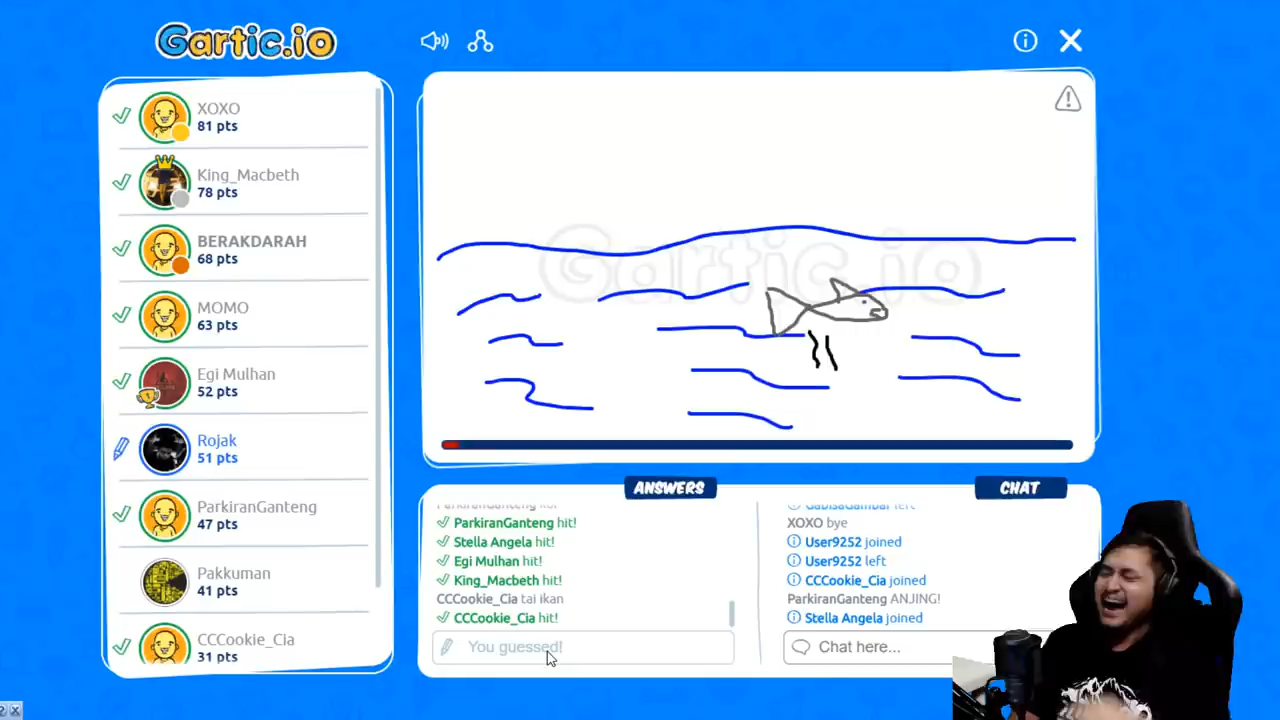 Gartic.io
XOXO
81 pts
King_Macbeth
78 pts
BERAKDARAH
68 pts
MOMO
63 pts
Egi Mulhan
52 pts
Rojak
51 pts
ParkiranGanteng
47 pts
Pakkuman
41 pts
CCCookie_Cia
31 pts
Gartic.io
ANSWERS
ParkiranGanteng hit!
Stella Angela hit!
Egi Mulhan hit!
King_Macbeth hit!
CCCookie_Cia tai ikan
CCCookie_Cia hit!
You guessed!
CHAT
GabisaGambar left
XOXO bye
User9252 joined
User9252 left
CCCookie_Cia joined
ParkiranGanteng ANJING!
Stella Angela joined
Chat here...